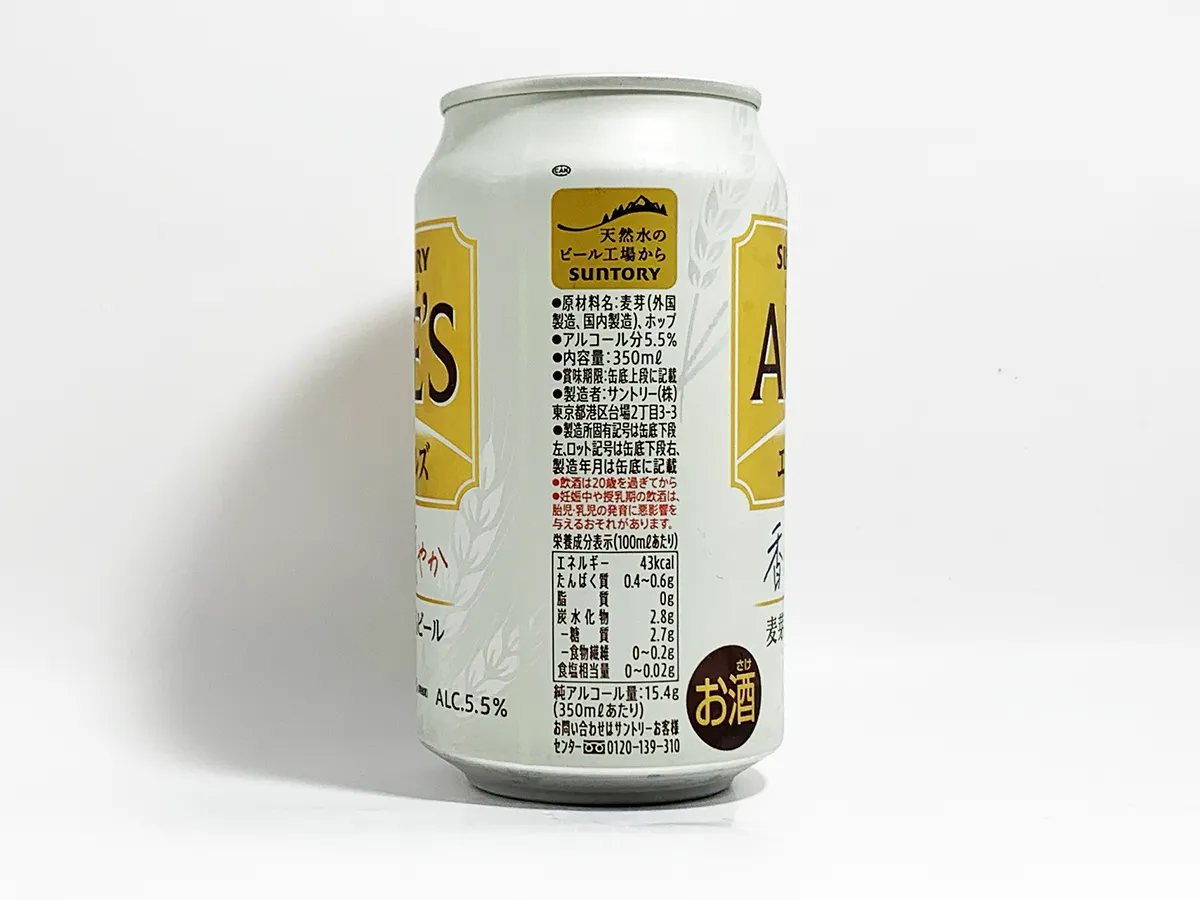 CAN
天然水の
ビール工場から
SUNTORY
●原材料名:麦芽(外国
製造、国内製造)、ホップ
●アルコール分5.5%
●内容量:350mℓ
●賞味期限:缶底上段に記載
●製造者:サントリー(株)
東京都港区台場2丁目3-3
●製造所固有記号は缶底下段
左、ロット記号は缶底下段右、
製造年月は缶底に記載
●飲酒は20歳を過ぎてから
●妊娠中や授乳期の飲酒は、
胎児・乳児の発育に悪影響を
与えるおそれがあります。
栄養成分表示(100mℓあたり)
エネルギー 43kcal
たんぱく質 0.4~0.6g
脂質 0g
炭水化物 2.8g
-糖質 2.7g
-食物繊維 0~0.2g
食塩相当量 0~0.02g
純アルコール量:15.4g
(350mℓあたり)
お問い合わせはサントリーお客様
センター 0120-139-310
さけ
お酒
RY
E'S
ルズ
やか
ビール
ALC.5.5%
SU
A
エ
香
麦芽